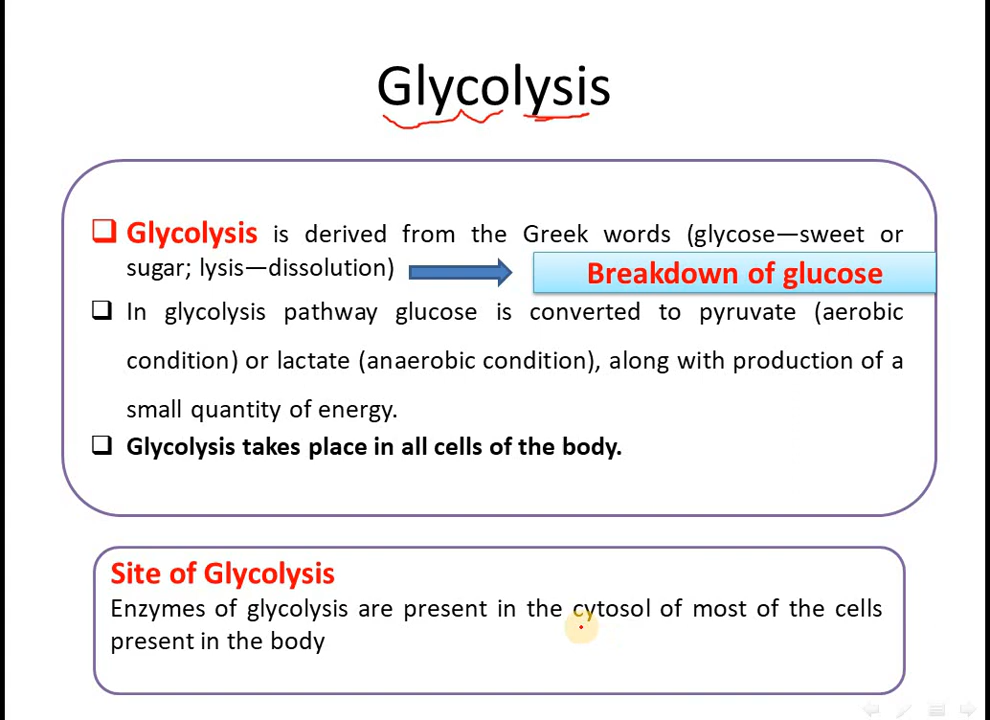 Glycolysis
❑ Glycolysis is derived from the Greek words (glycose—sweet or
sugar; lysis—dissolution)
Breakdown of glucose
❑ In glycolysis pathway glucose is converted to pyruvate (aerobic
condition) or lactate (anaerobic condition), along with production of a
small quantity of energy.
❑ Glycolysis takes place in all cells of the body.
Site of Glycolysis
Enzymes of glycolysis are present in the cytosol of most of the cells
present in the body